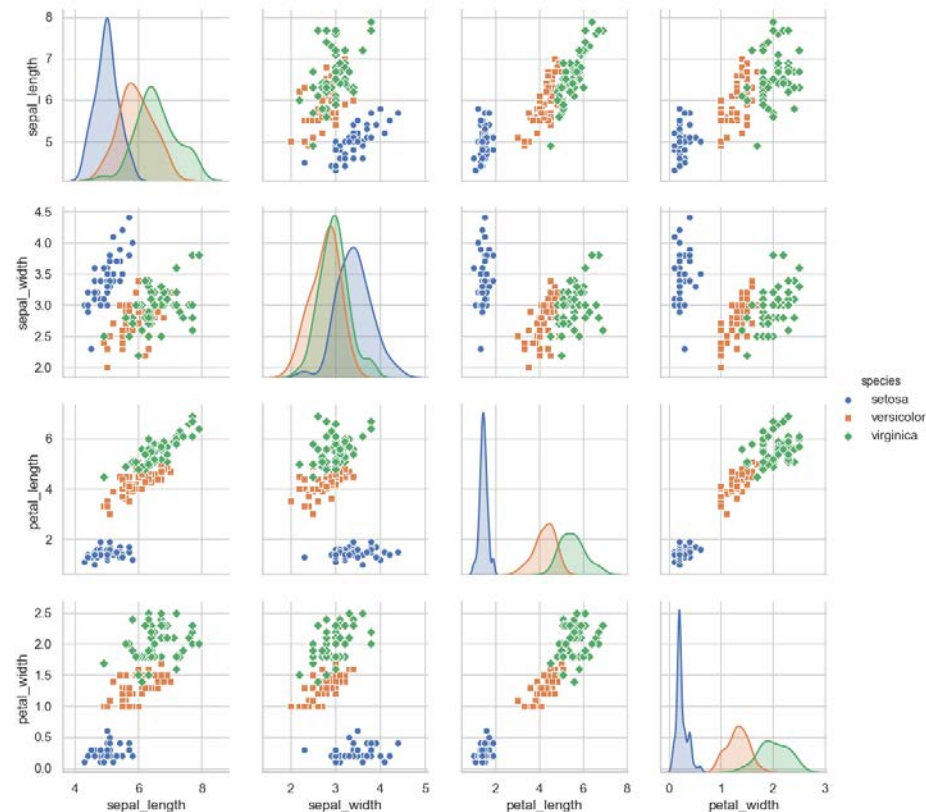 8
7
6
5
sepal_length
4.5
4.0
3.5
3.0
2.5
2.0
sepal_width
species
setosa
versicolor
virginica
6
4
2
petal_length
2.5
2.0
1.5
1.0
0.5
0.0
petal_width
4 6 8 2 3 4 5 0 2 4 6 8 0 1 2 3
sepal_length sepal_width petal_length petal_width